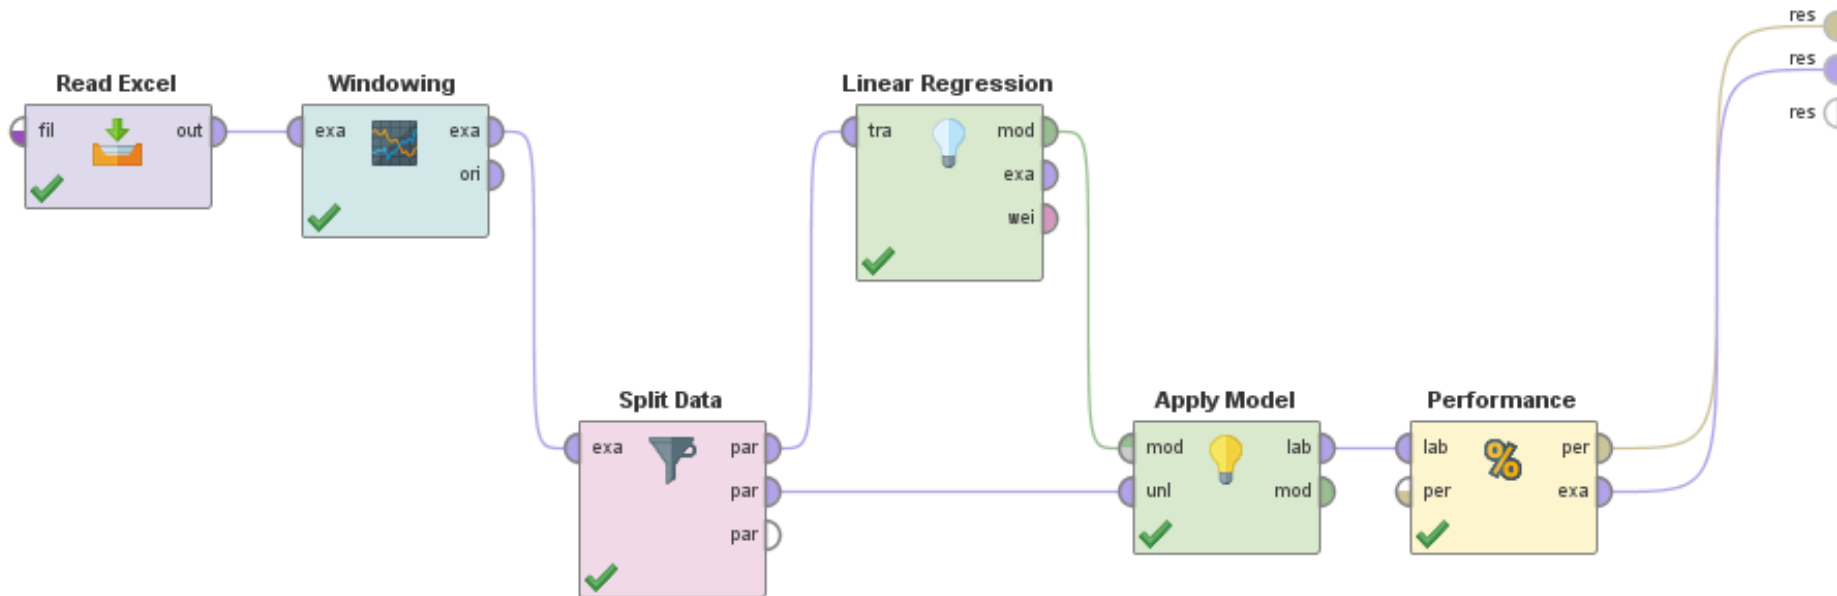 res
res
res
Read Excel
fil
out
Windowing
exa
exa
ori
Linear Regression
tra
mod
exa
wei
Split Data
exa
par
par
par
Apply Model
mod
lab
unl
mod
Performance
lab
per
per
exa